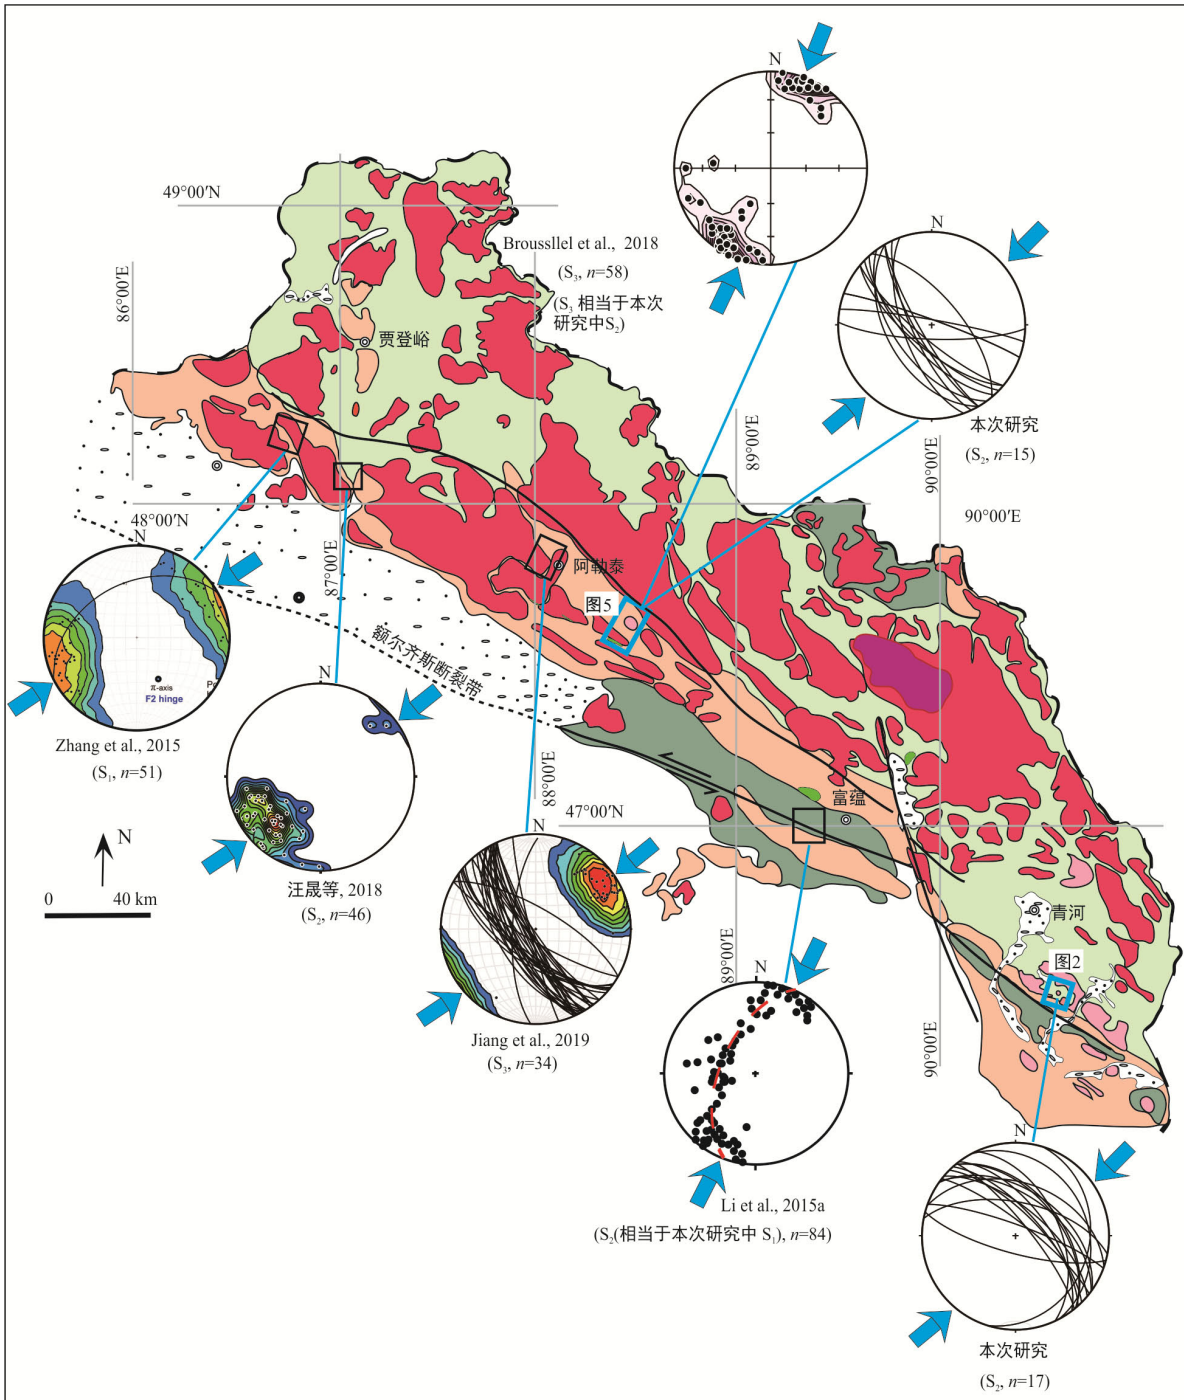 N
49°00′N
Broussllel et al., 2018
(S₃, n=58)
(S₃ 相当于本次
研究中S₂)
86°00′E
N
贾登峪
本次研究
(S₂, n=15)
89°00′E
90°00′E
90°00′E
48°00′N
87°00′E
阿勒泰
图5
N
π-axis
F2 hinge
Zhang et al., 2015
(S₁, n=51)
额尔齐斯断裂带
N
汪晟等, 2018
(S₂, n=46)
88°00′E
47°00′N
富蕴
N
0 40 km
N
Jiang et al., 2019
(S₃, n=34)
89°00′E
N
Li et al., 2015a
(S₂(相当于本次研究中 S₁), n=84)
青河
图2
90°00′E
N
本次研究
(S₂, n=17)